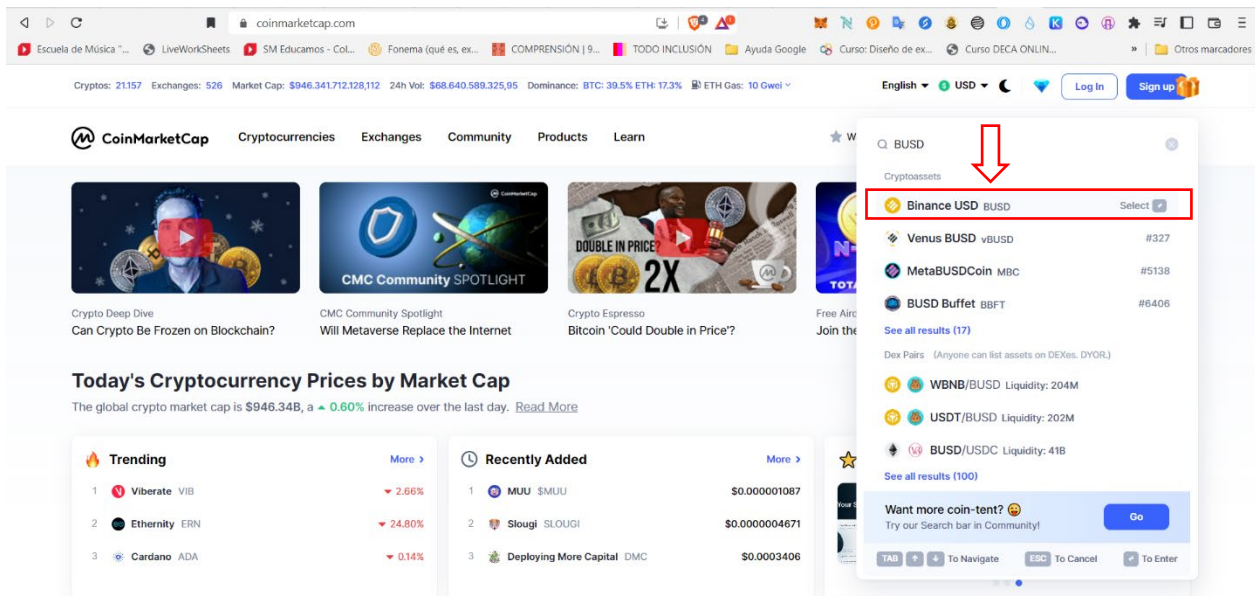 coinmarketcap.com
Escuela de Música "... LiveWorkSheets SM Educamos - Col... Fonema (qué es, ex... COMPRENSIÓN | 9... TODO INCLUSIÓN Ayuda Google Curso: Diseño de ex... Curso DECA ONLIN... » Otros marcadores
Cryptos: 21.157 Exchanges: 526 Market Cap: $946.341.712.128,112 24h Vol: $68.640.589.325,95 Dominance: BTC: 39.5% ETH: 17.3% ETH Gas: 10 Gwei English USD Log In Sign up
CoinMarketCap Cryptocurrencies Exchanges Community Products Learn W
BUSD
Cryptoassets
Binance USD BUSD Select
Venus BUSD vBUSD #327
MetaBUSDCoin MBC #5138
BUSD Buffet BBFT #6406
See all results (17)
Dex Pairs (Anyone can list assets on DEXes. DYOR.)
WBNB/BUSD Liquidity: 204M
USDT/BUSD Liquidity: 202M
BUSD/USDC Liquidity: 41B
See all results (100)
Want more coin-tent?
Try our Search bar in Community!
Go
TAB To Navigate ESC To Cancel To Enter
CoinMarketCap
CMC Community SPOTLIGHT
DOUBLE IN PRICE?
2X
N-
TOTA
Crypto Deep Dive
Can Crypto Be Frozen on Blockchain?
CMC Community Spotlight
Will Metaverse Replace the Internet
Crypto Espresso
Bitcoin 'Could Double in Price'?
Free Airc
Join the
Today's Cryptocurrency Prices by Market Cap
The global crypto market cap is $946.34B, a 0.60% increase over the last day. Read More
Trending More >
1 Viberate VIB 2.66%
2 Ethernity ERN 24.80%
3 Cardano ADA 0.14%
Recently Added More >
1 MUU $MUU $0.000001087
2 Slougi SLOUGI $0.0000004671
3 Deploying More Capital DMC $0.0003406